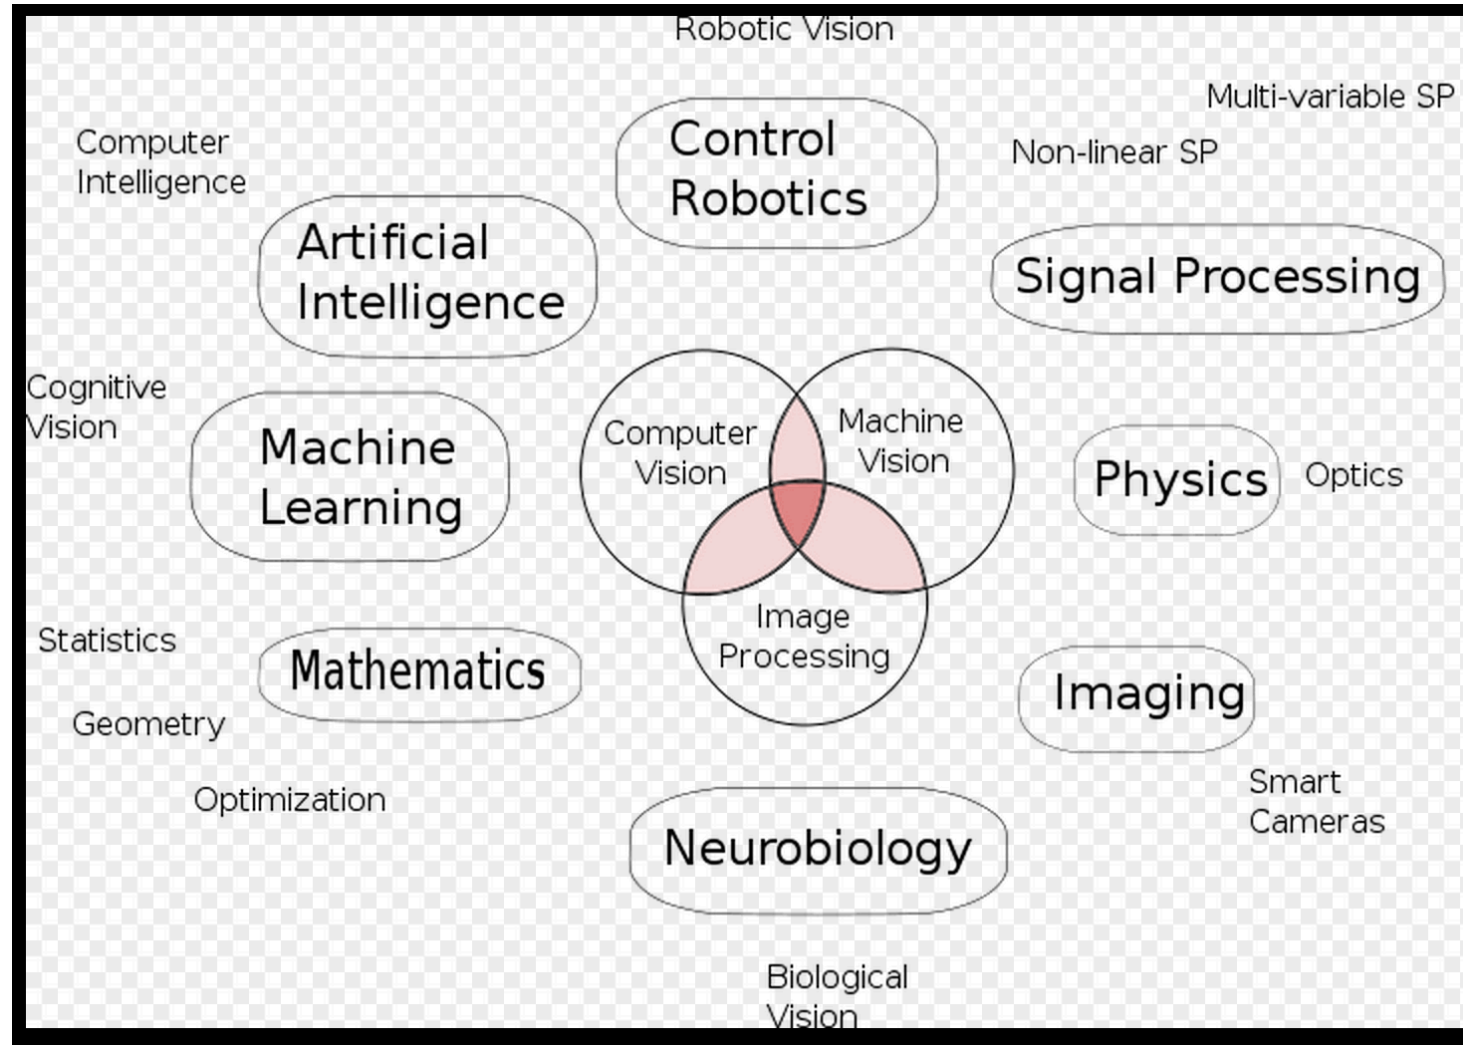 Robotic Vision
Multi-variable SP
Computer
Intelligence
Control
Robotics
Non-linear SP
Artificial
Intelligence
Signal Processing
Cognitive
Vision
Machine
Learning
Computer
Vision
Machine
Vision
Physics
Optics
Image
Processing
Statistics
Mathematics
Geometry
Imaging
Optimization
Smart
Cameras
Neurobiology
Biological
Vision